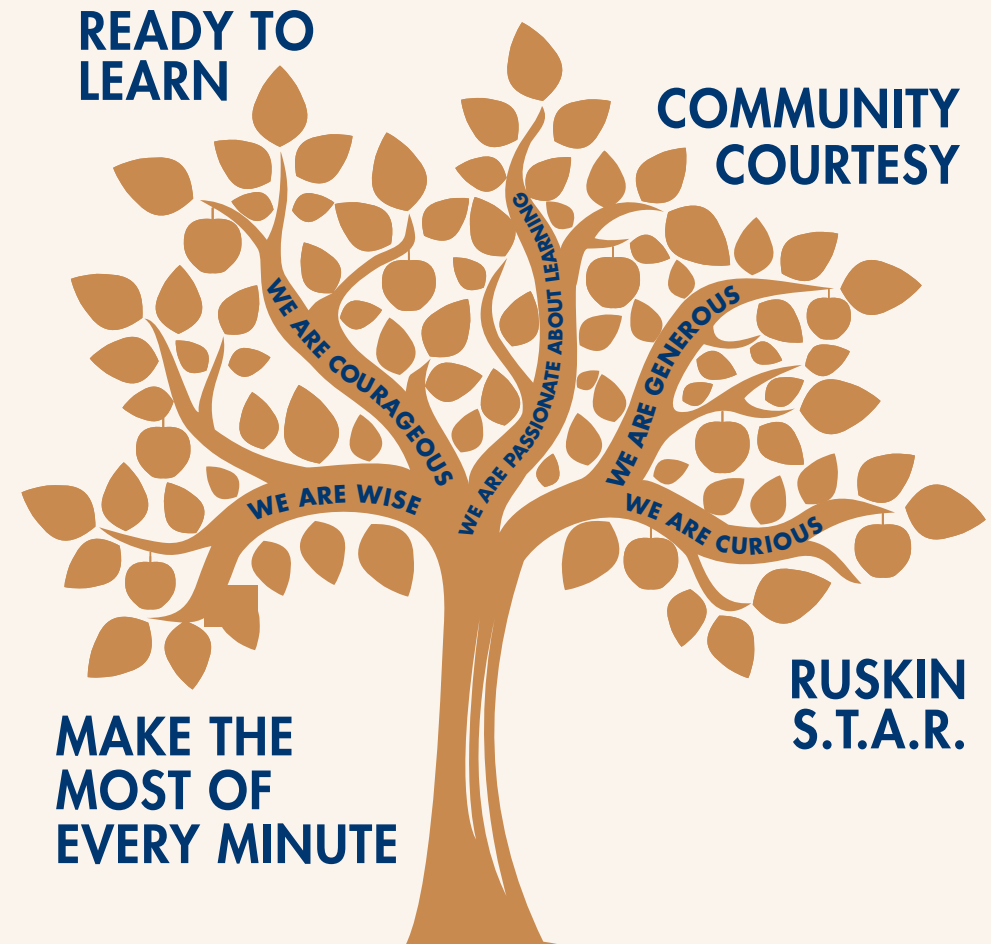 READY TO
LEARN
COMMUNITY
COURTESY
WE ARE COURAGEOUS
WE ARE PASSIONATE ABOUT LEARNING
WE ARE GENEROUS
WE ARE WISE
WE ARE CURIOUS
RUSKIN
S.T.A.R.
MAKE THE
MOST OF
EVERY MINUTE